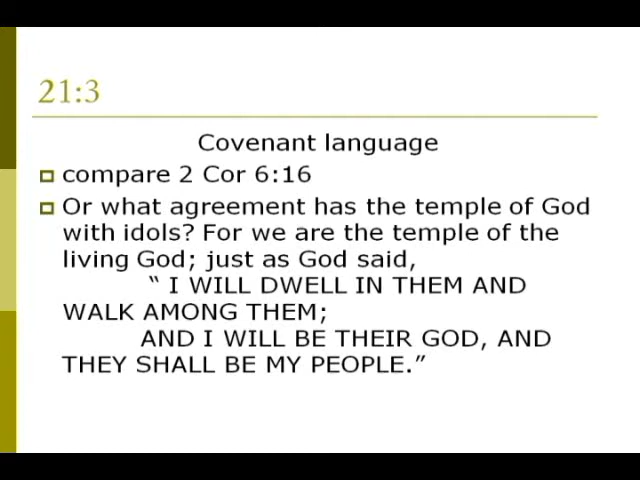 21:3
Covenant language
compare 2 Cor 6:16
Or what agreement has the temple of God
with idols? For we are the temple of the
living God; just as God said,
“ I WILL DWELL IN THEM AND
WALK AMONG THEM;
AND I WILL BE THEIR GOD, AND
THEY SHALL BE MY PEOPLE.”